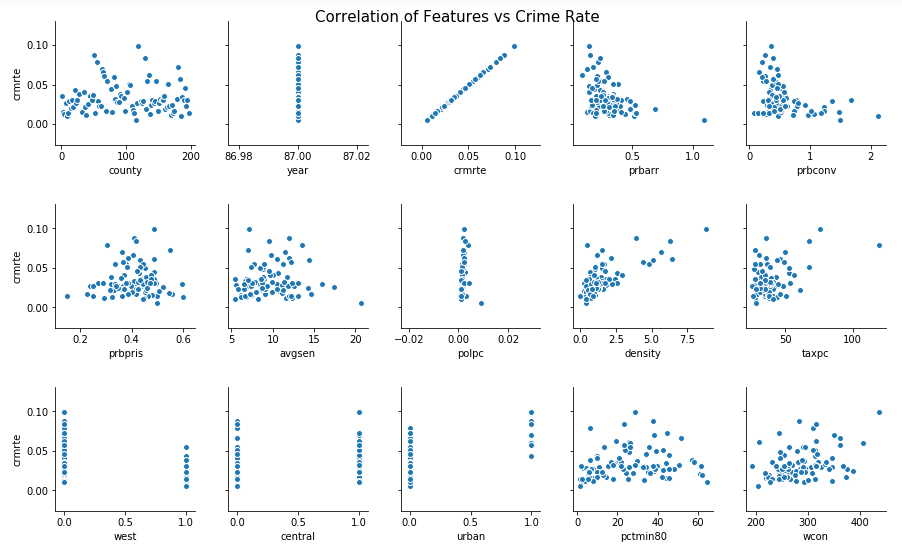 Correlation of Features vs Crime Rate
0.10
0.05
0.00
crmrte
0 100 200
county
86.98 87.00 87.02
year
0.00 0.05 0.10
crmrte
0.5 1.0
prbarr
0 1 2
prbconv
0.10
0.05
0.00
crmrte
0.2 0.4 0.6
prbpris
5 10 15 20
avgsen
−0.02 0.00 0.02
polpc
0.0 2.5 5.0 7.5
density
50 100
taxpc
0.10
0.05
0.00
crmrte
0.0 0.5 1.0
west
0.0 0.5 1.0
central
0.0 0.5 1.0
urban
0 20 40 60
pctmin80
200 300 400
wcon